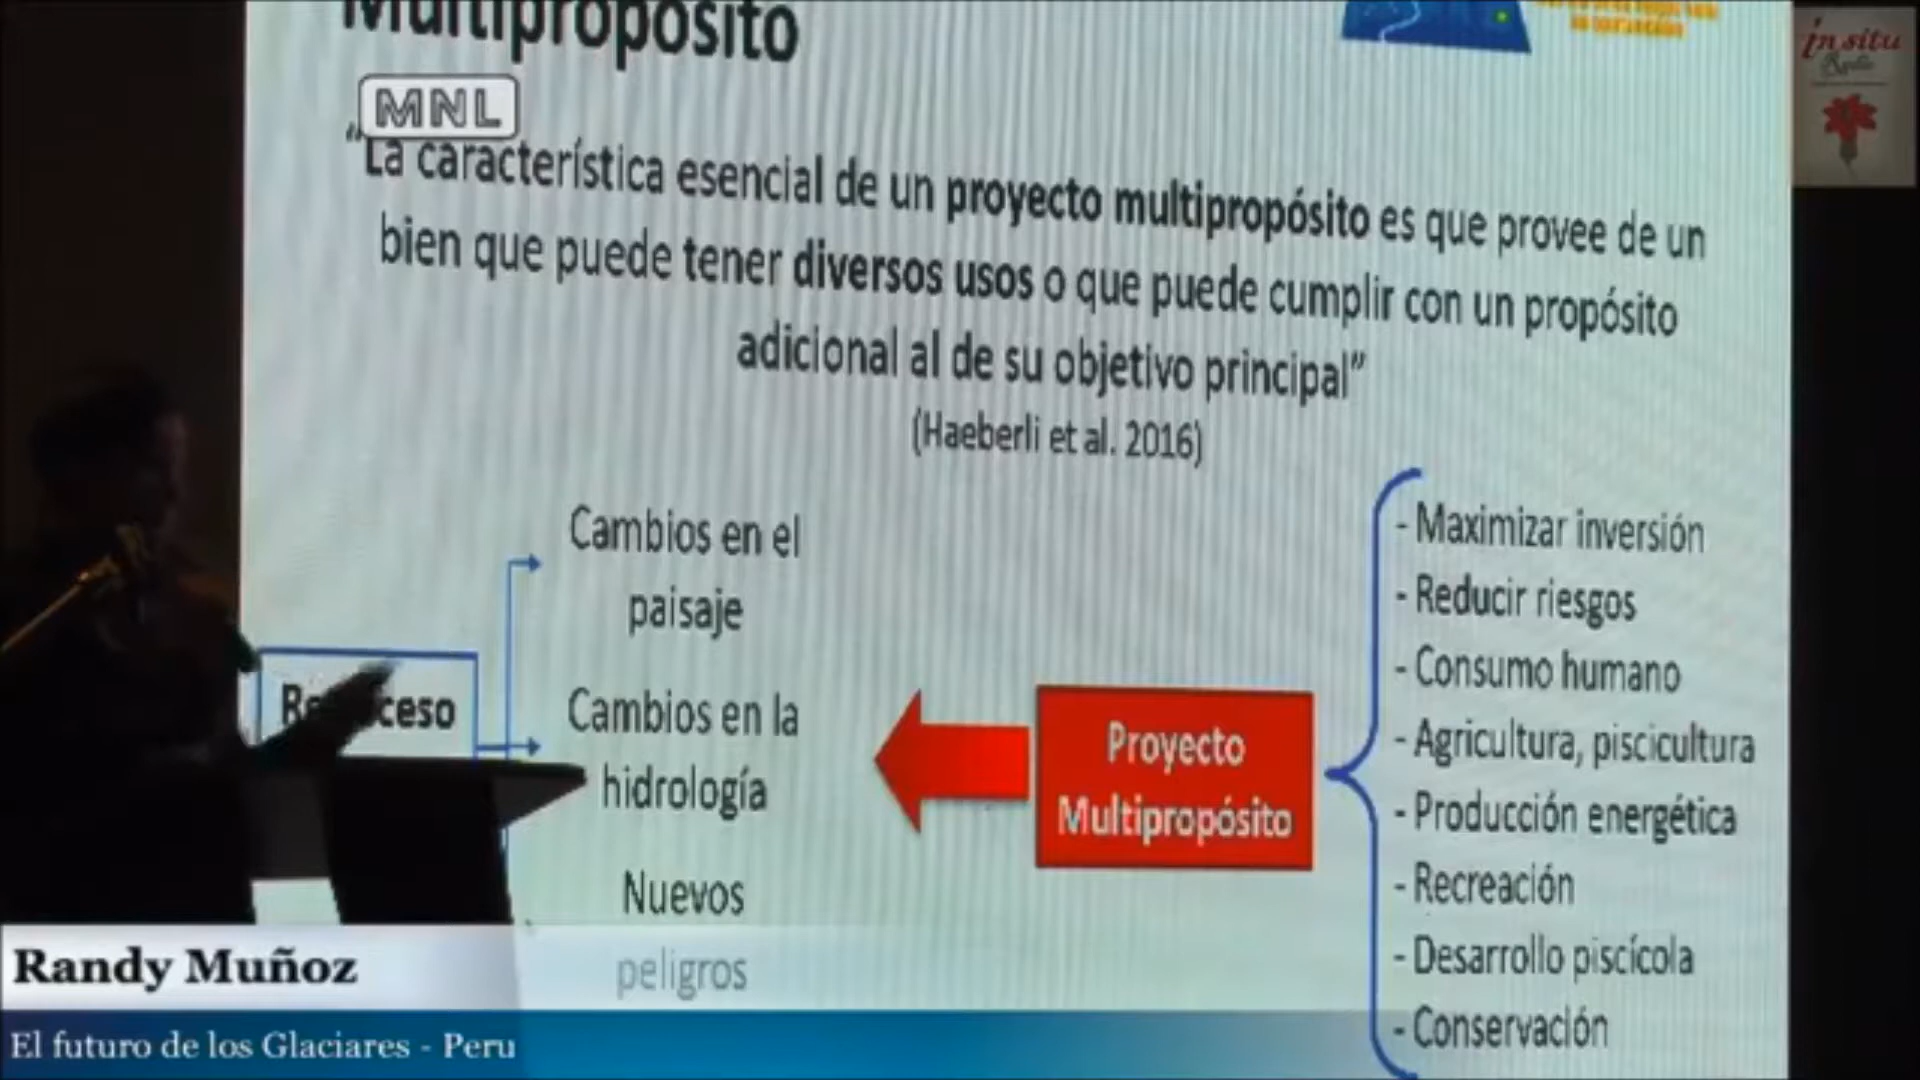 Multipropósito
MNL
in situ
Radio
"La característica esencial de un proyecto multipropósito es que provee de un
bien que puede tener diversos usos o que puede cumplir con un propósito
adicional al de su objetivo principal"
(Haeberli et al. 2016)
Cambios en el
paisaje
Cambios en la
hidrología
Nuevos
peligros
Proyecto
Multipropósito
- Maximizar inversión
- Reducir riesgos
- Consumo humano
- Agricultura, piscicultura
- Producción energética
- Recreación
- Desarrollo piscícola
- Conservación
Randy Muñoz
El futuro de los Glaciares - Peru